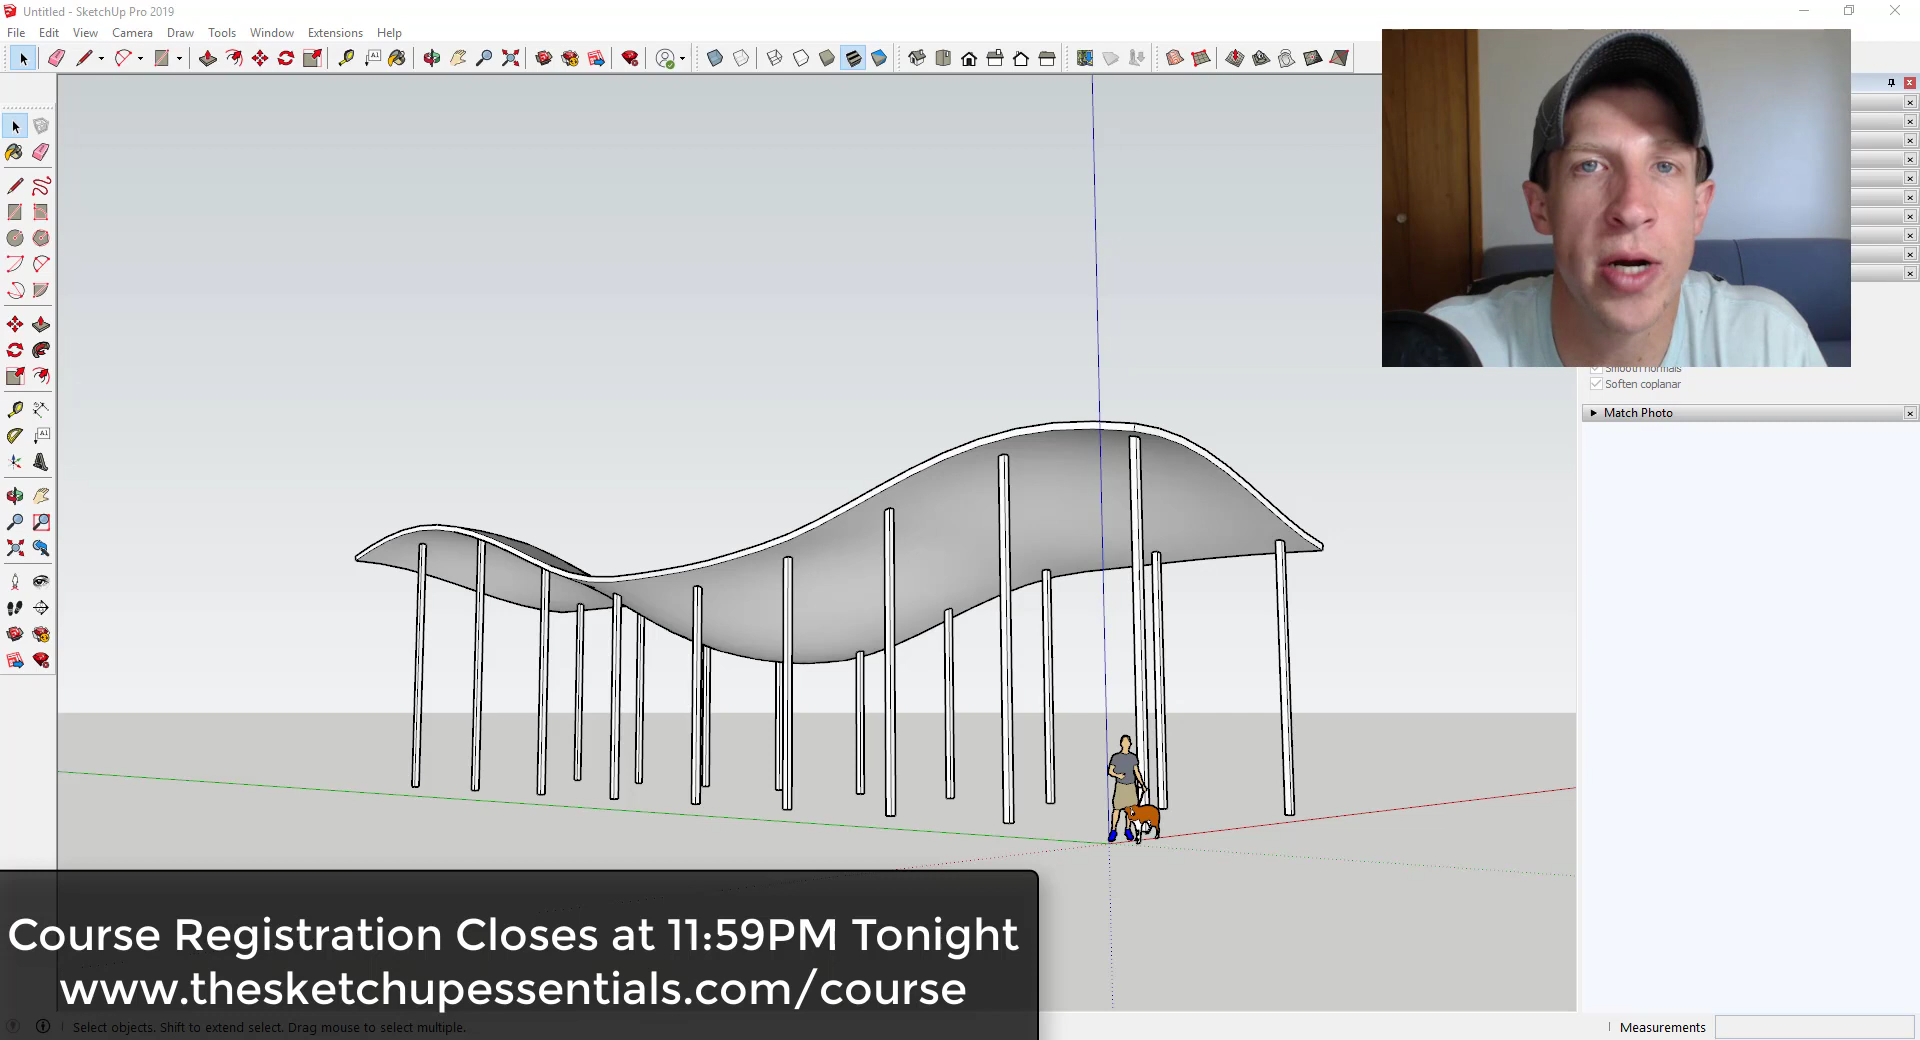 Untitled - SketchUp Pro 2019
File Edit View Camera Draw Tools Window Extensions Help
Smooth normals
Soften coplanar
Match Photo
Course Registration Closes at 11:59PM Tonight
www.thesketchupessentials.com/course
Select objects. Shift to extend select. Drag mouse to select multiple.
Measurements